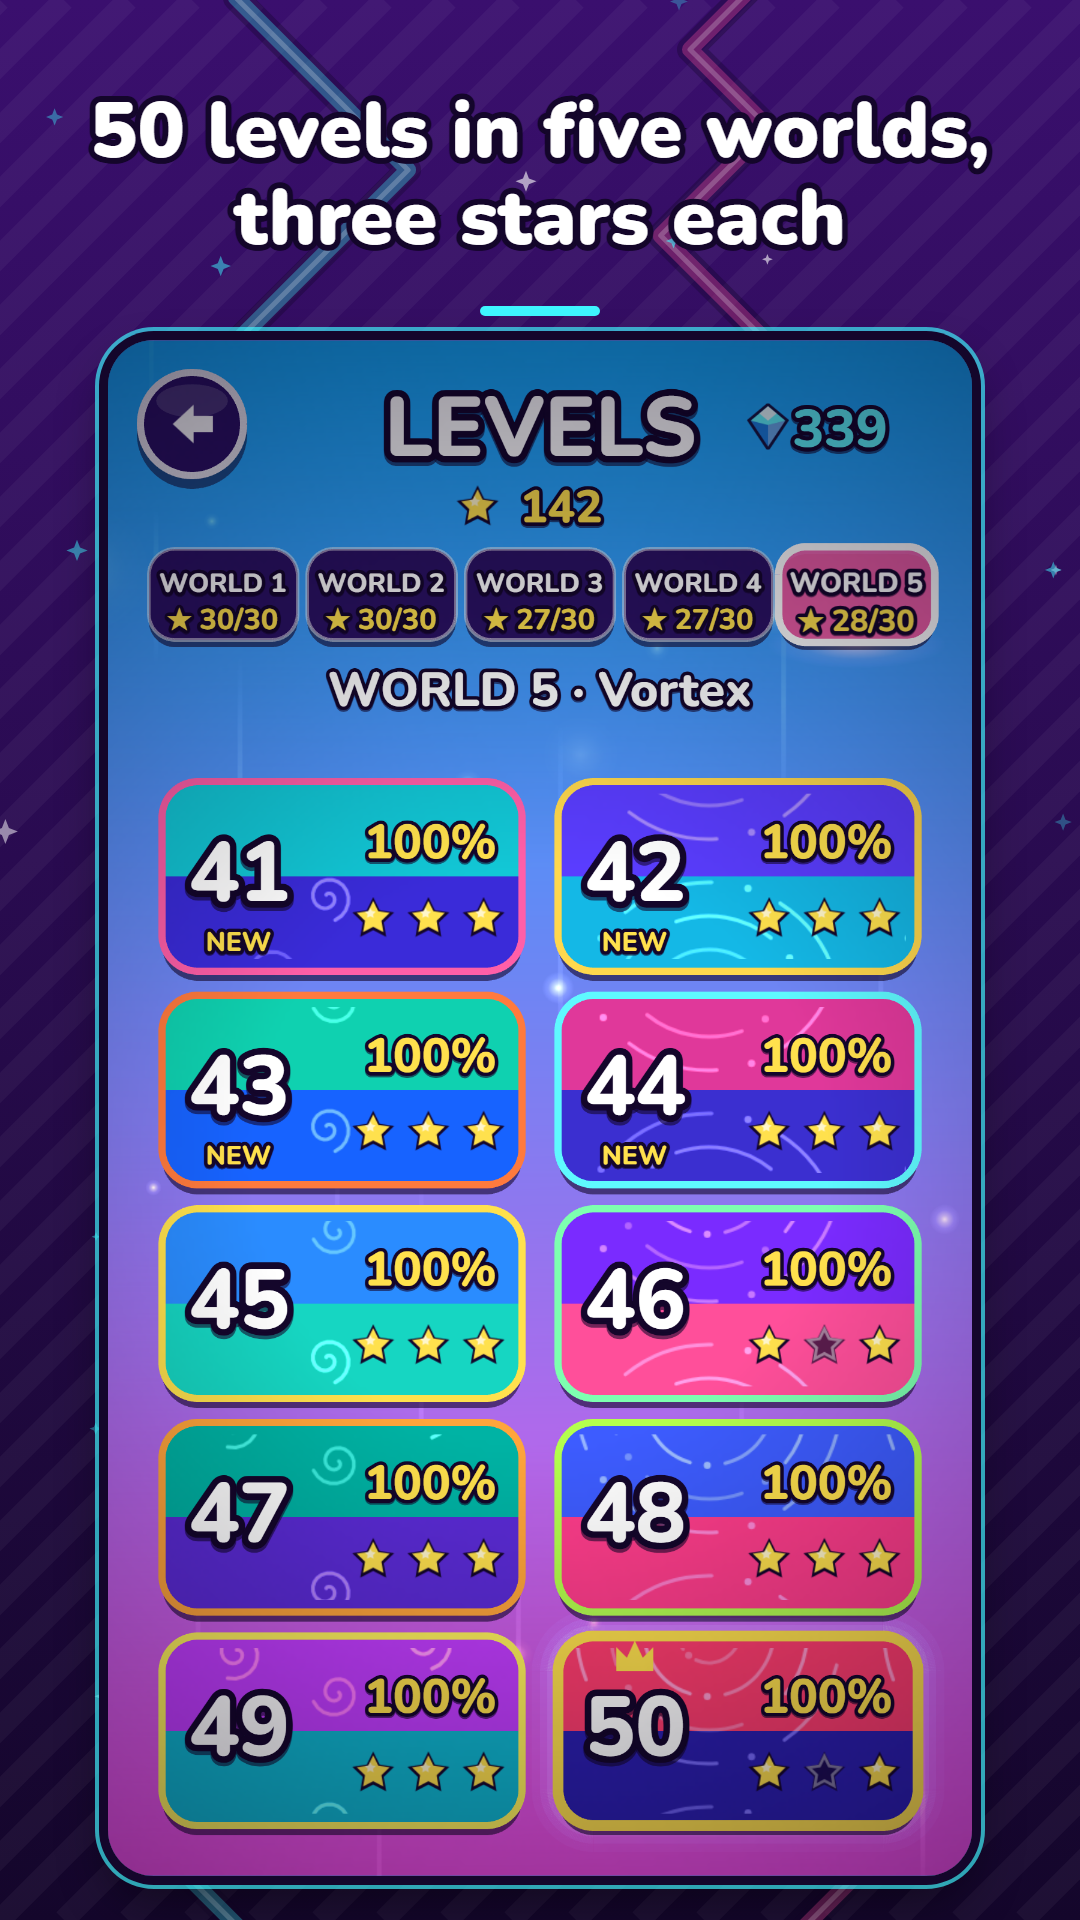 50 levels in five worlds,
three stars each
LEVELS
339
142
WORLD 1
30/30
WORLD 2
30/30
WORLD 3
27/30
WORLD 4
27/30
WORLD 5
28/30
WORLD 5 · Vortex
41
100%
NEW
42
100%
NEW
43
100%
NEW
44
100%
NEW
45
100%
46
100%
47
100%
48
100%
49
100%
50
100%